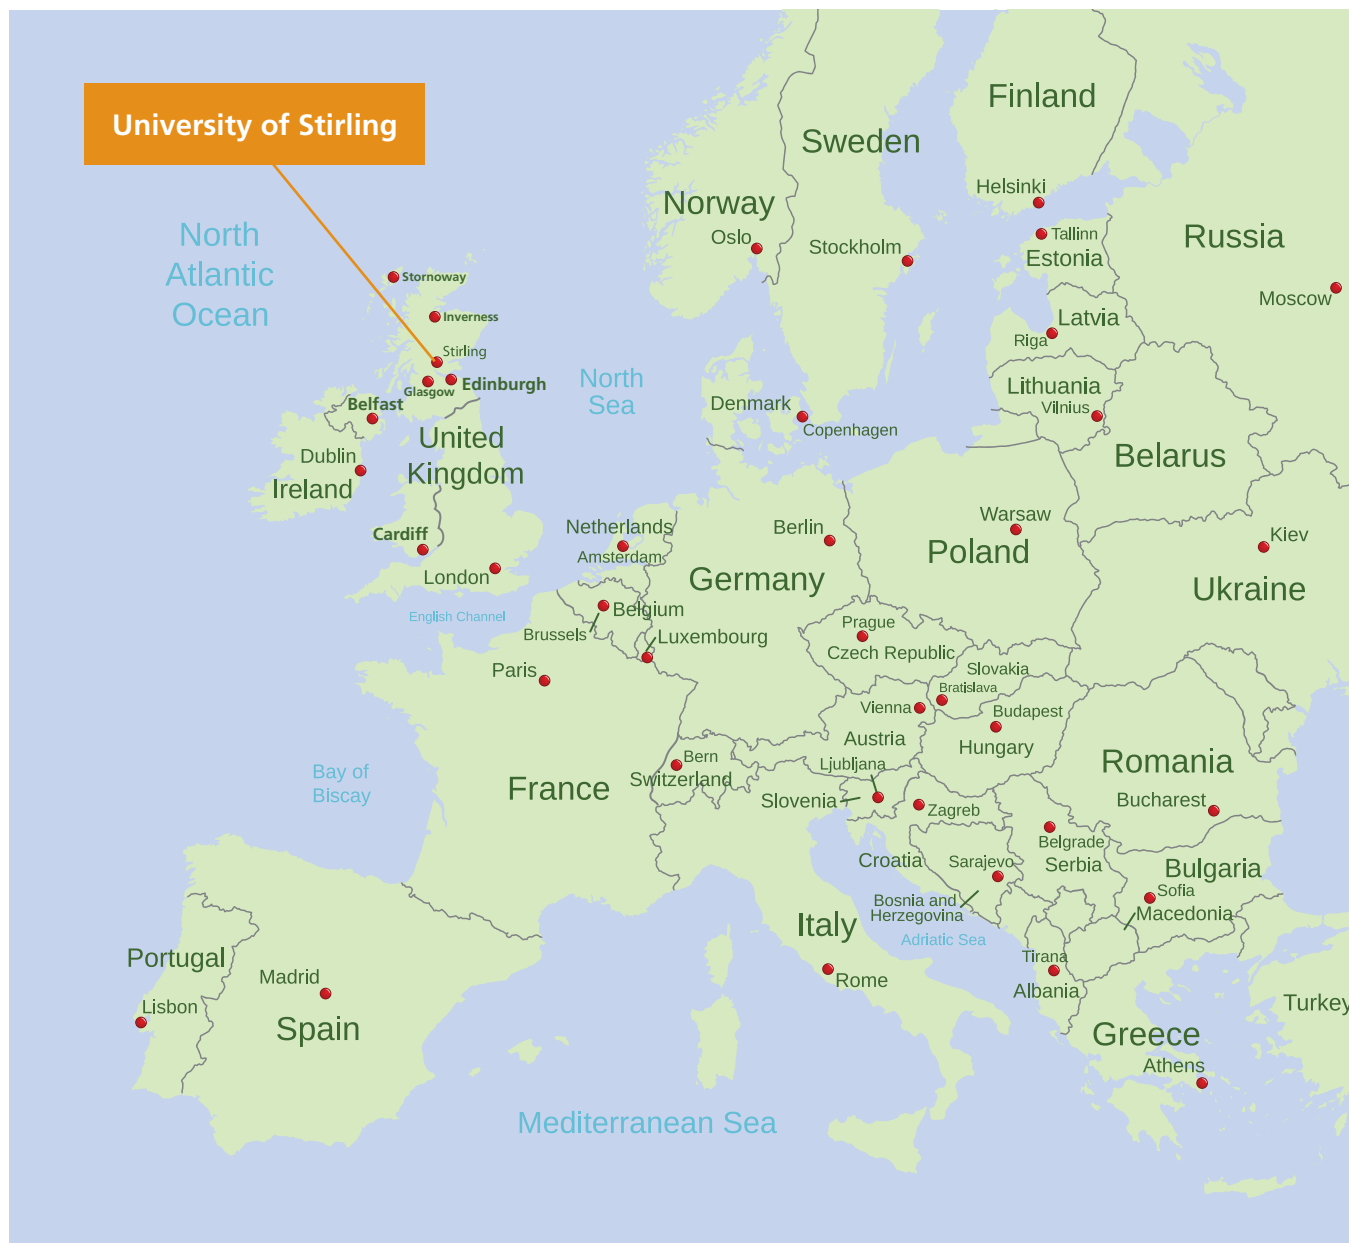 University of Stirling
Finland
Sweden
Helsinki
Norway
Oslo
Stockholm
Tallinn
Estonia
Russia
Moscow
North
Atlantic
Ocean
Stornoway
Inverness
Stirling
Glasgow
Edinburgh
Belfast
United
Kingdom
Dublin
Ireland
Cardiff
London
English Channel
North
Sea
Denmark
Copenhagen
Latvia
Riga
Lithuania
Vilnius
Belarus
Netherlands
Amsterdam
Berlin
Germany
Warsaw
Poland
Kiev
Ukraine
Belgium
Brussels
Luxembourg
Paris
Prague
Czech Republic
Slovakia
Bratislava
Vienna
Austria
Budapest
Hungary
Bay of
Biscay
France
Bern
Switzerland
Ljubljana
Slovenia
Zagreb
Romania
Bucharest
Belgrade
Serbia
Croatia
Sarajevo
Bosnia and
Herzegovina
Bulgaria
Sofia
Macedonia
Italy
Adriatic Sea
Rome
Tirana
Albania
Portugal
Lisbon
Madrid
Spain
Greece
Athens
Turkey
Mediterranean Sea